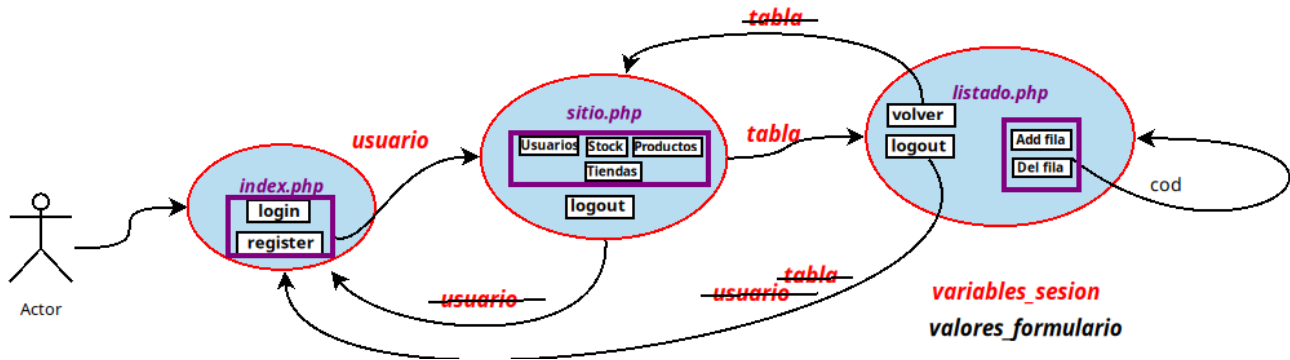 tabla
listado.php
sitio.php
volver
usuario
Usuarios
Stock
Productos
tabla
logout
Add fila
Tiendas
Del fila
index.php
cod
login
logout
register
tabla
usuario
usuario
variables_sesion
Actor
valores_formulario